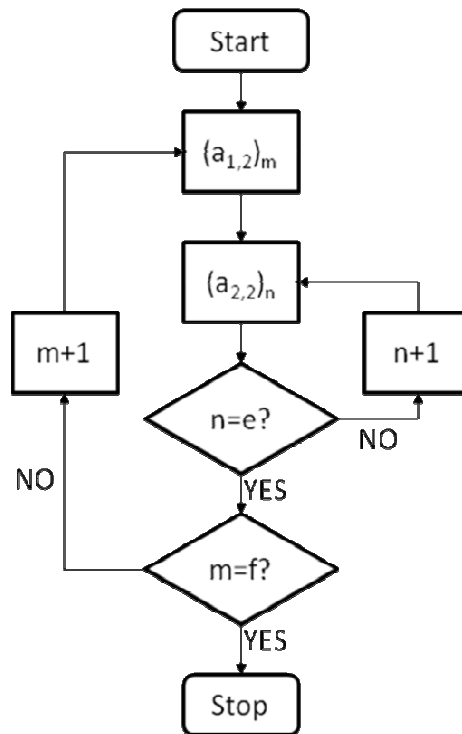 Start
(a1,2)m
(a2,2)n
m+1
n+1
n=e?
NO
NO
YES
m=f?
YES
Stop